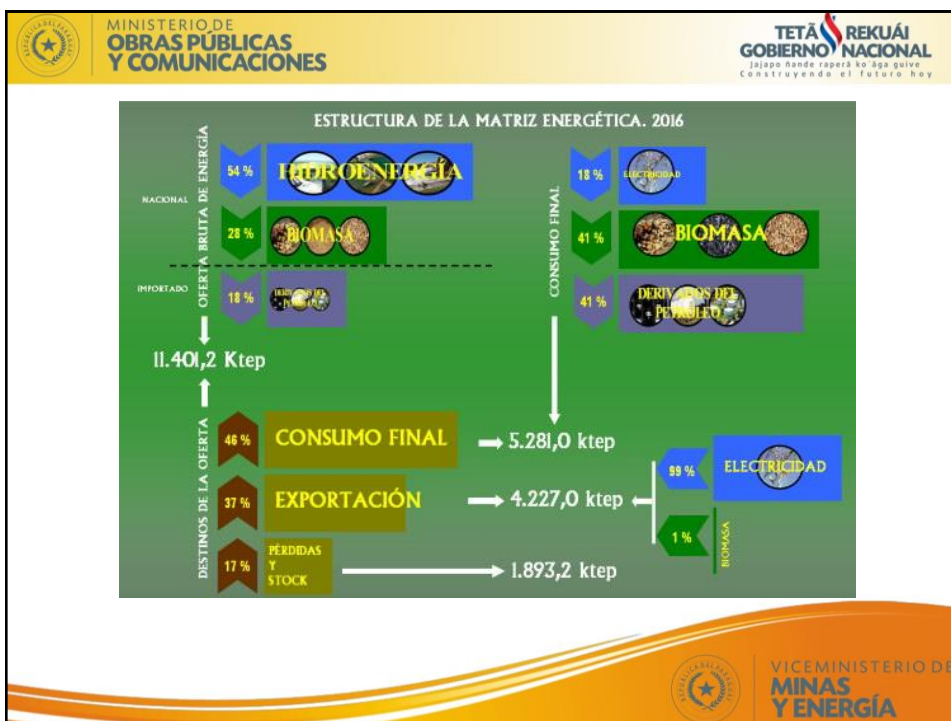 MINISTERIO DE
OBRAS PÚBLICAS
Y COMUNICACIONES
TETÃ REKUÁI
GOBIERNO NACIONAL
Jajapo ñande raperã ko'ãga guive
Construyendo el futuro hoy
ESTRUCTURA DE LA MATRIZ ENERGÉTICA. 2016
OFERTA BRUTA DE ENERGÍA
NACIONAL
54 %
HIDROENERGÍA
28 %
BIOMASA
IMPORTADO
18 %
DERIVADOS DEL
PETROLEO
11.401,2 Ktep
CONSUMO FINAL
18 %
ELECTRICIDAD
41 %
BIOMASA
41 %
DERIVADOS DEL
PETROLEO
DESTINOS DE LA OFERTA
46 %
CONSUMO FINAL
5.281,0 ktep
37 %
EXPORTACIÓN
4.227,0 ktep
99 %
ELECTRICIDAD
1 %
BIOMASA
17 %
PÉRDIDAS
Y
STOCK
1.893,2 ktep
VICEMINISTERIO DE
MINAS
Y ENERGÍA